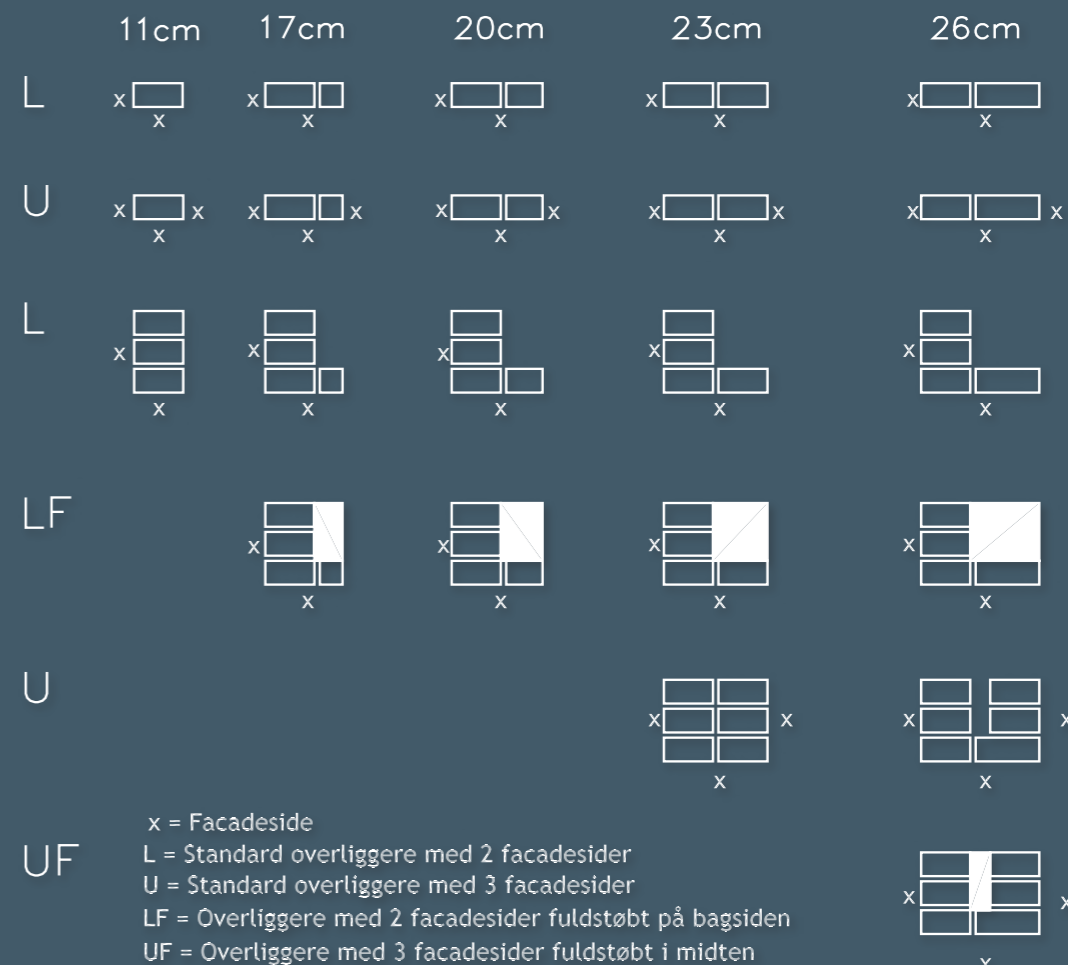 11cm 17cm 20cm 23cm 26cm
L x x x x x
x x x x x
U x x x x x x x x x x
x x x x x
L x x x x x
x x x x x
LF x x x x
x x x x
U x x x x
x x
UF x x
x
x = Facadeside
L = Standard overliggere med 2 facadesider
U = Standard overliggere med 3 facadesider
LF = Overliggere med 2 facadesider fuldstøbt på bagsiden
UF = Overliggere med 3 facadesider fuldstøbt i midten